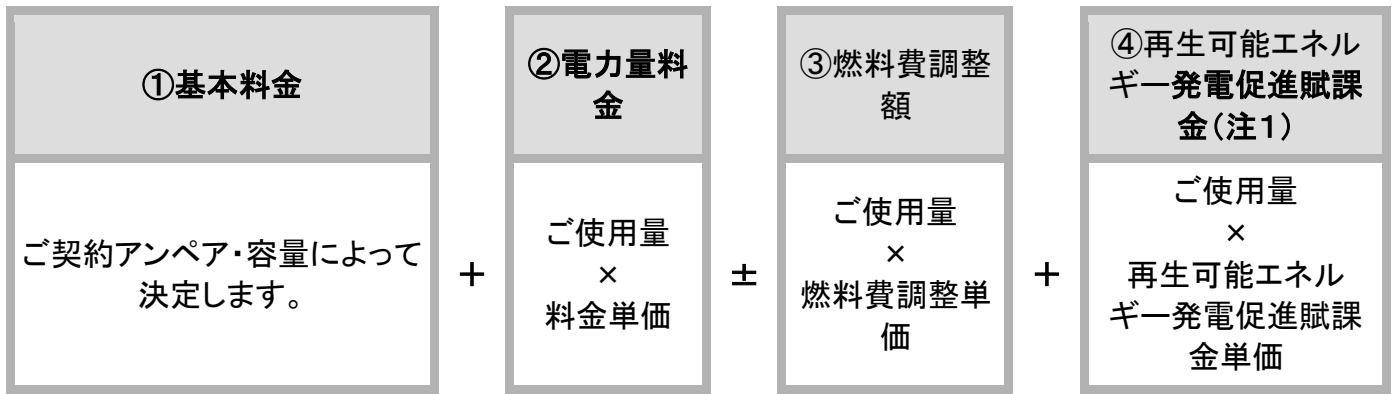 ①基本料金
ご契約アンペア・容量によって
決定します。
+
②電力量料
金
ご使用量
×
料金単価
±
③燃料費調整
額
ご使用量
×
燃料費調整単
価
+
④再生可能エネル
ギー発電促進賦課
金(注1)
ご使用量
×
再生可能エネル
ギー発電促進賦課
金単価